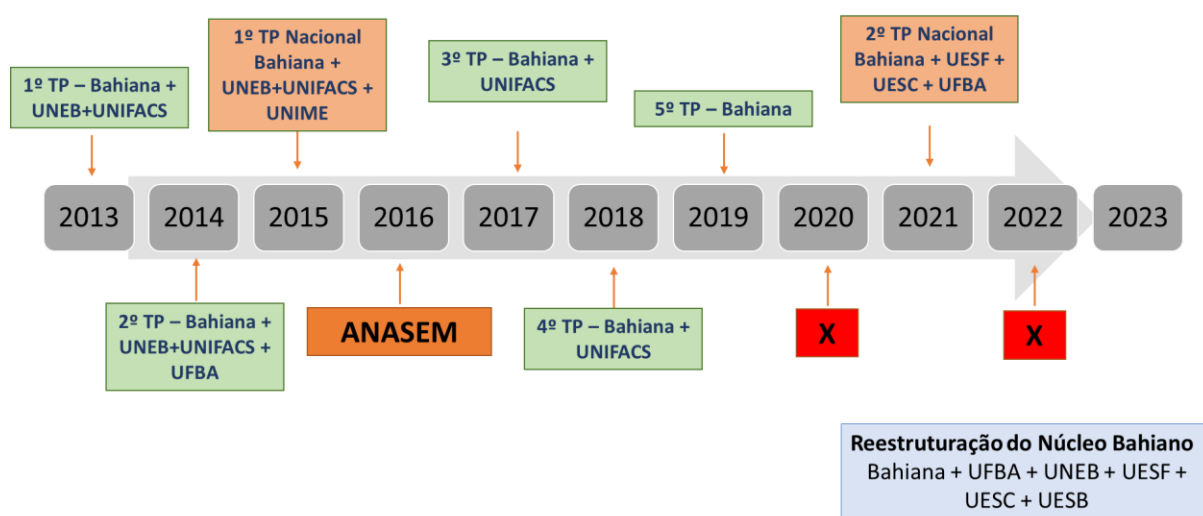 1º TP – Bahiana +
UNEB+UNIFACS
1º TP Nacional
Bahiana +
UNEB+UNIFACS +
UNIME
3º TP – Bahiana +
UNIFACS
5º TP – Bahiana
2º TP Nacional
Bahiana + UESF +
UESC + UFBA
2013
2014
2015
2016
2017
2018
2019
2020
2021
2022
2023
2º TP – Bahiana +
UNEB+UNIFACS +
UFBA
ANASEM
4º TP – Bahiana +
UNIFACS
X
X
Reestruturação do Núcleo Bahiano
Bahiana + UFBA + UNEB + UESF +
UESC + UESB